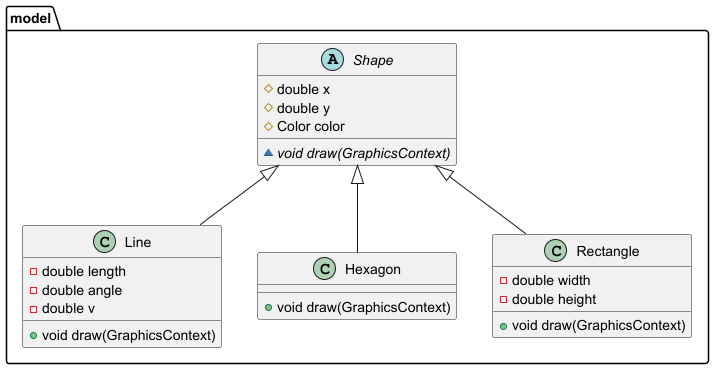 model
A Shape
double x
double y
Color color
void draw(GraphicsContext)
C Line
double length
double angle
double v
void draw(GraphicsContext)
C Hexagon
void draw(GraphicsContext)
C Rectangle
double width
double height
void draw(GraphicsContext)